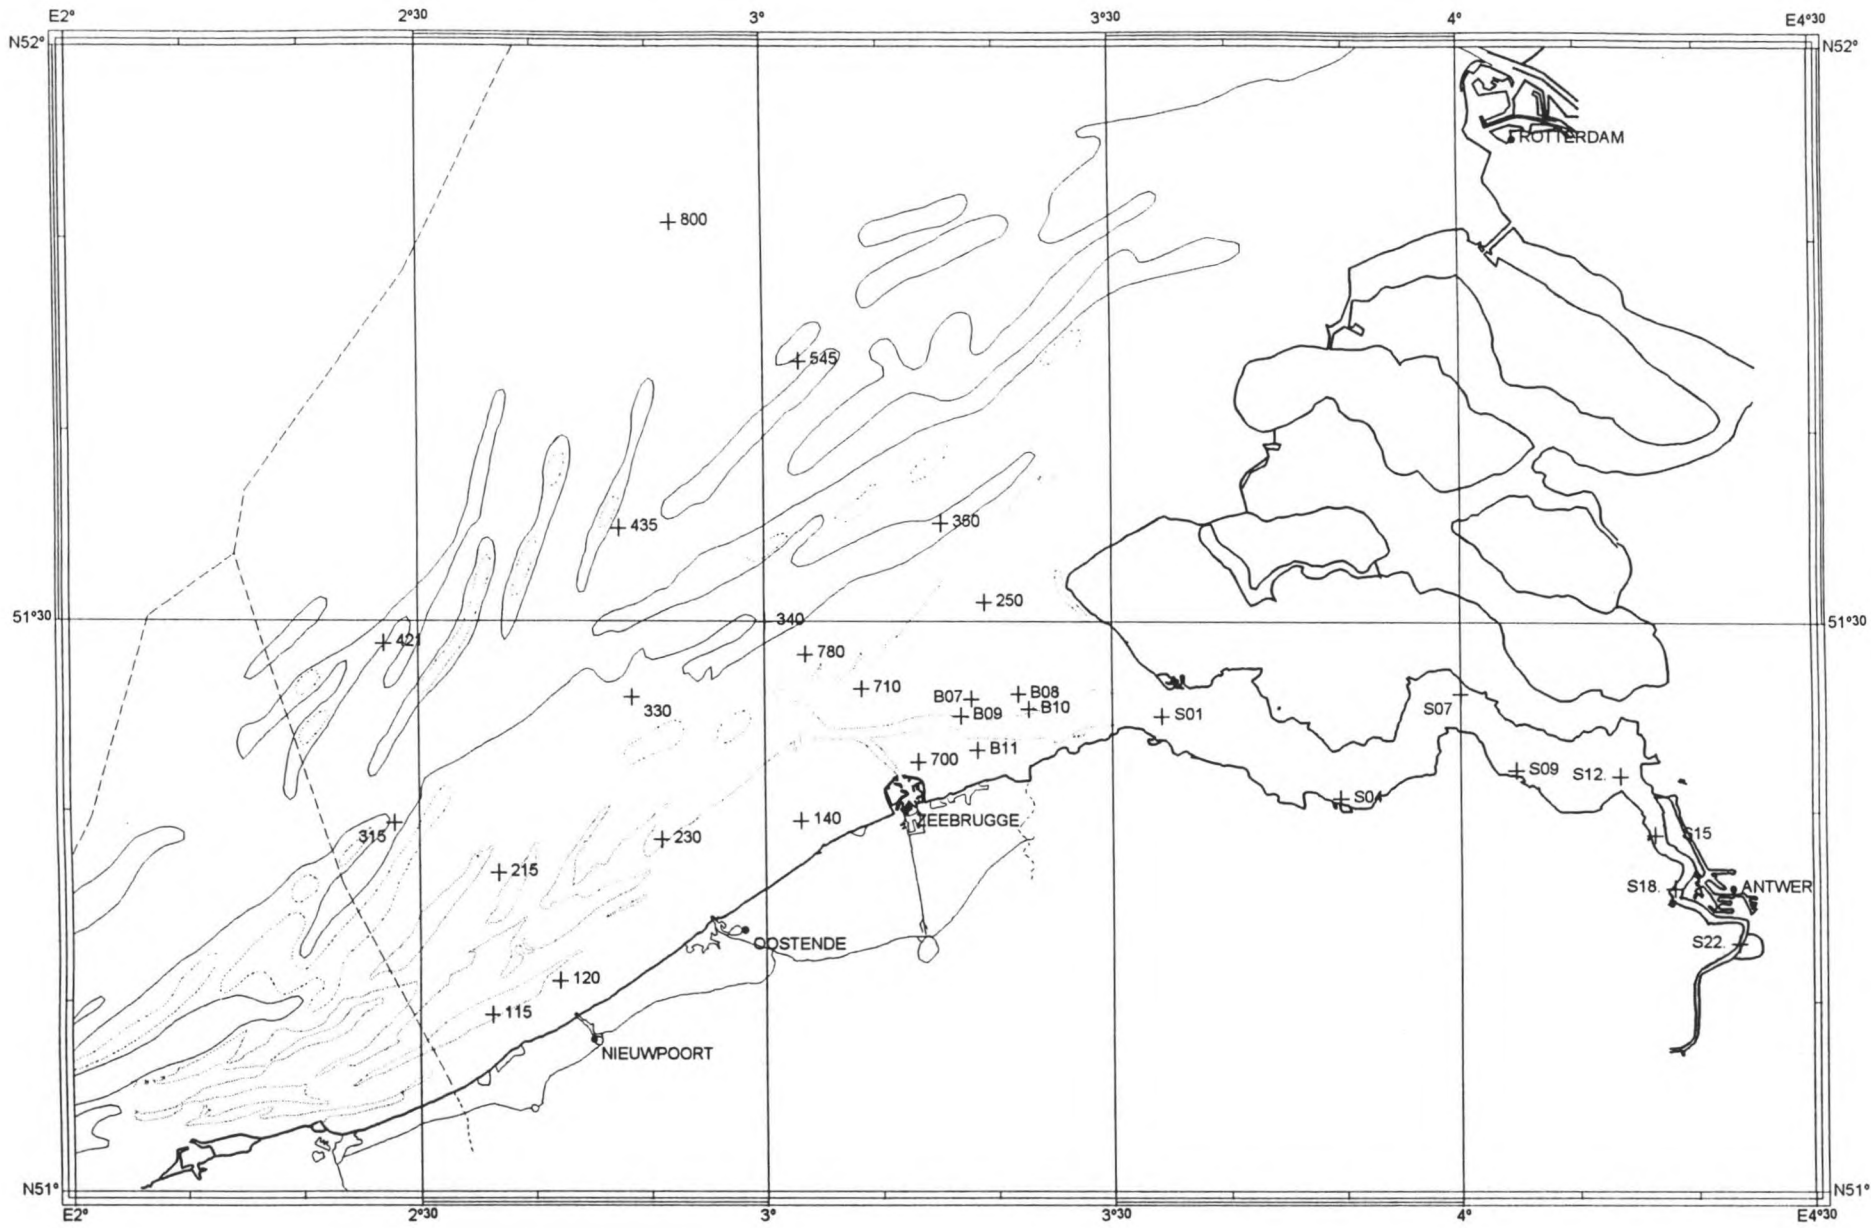 E2° 2°30 3° 3°30 4° E4°30
N52° N52°
ROTTERDAM
800
545
435 360
250
51°30 340 51°30
421
780
710 B07 B08
330 B09 B10 S01 S07
B11
700
S09 S12.
S04
315 140 ZEEBRUGGE
230 S15
215
S18. ANTWER
OOSTENDE S22.
120
115
NIEUWPOORT
N51° N51°
E2° 2°30 3° 3°30 4° E4°30